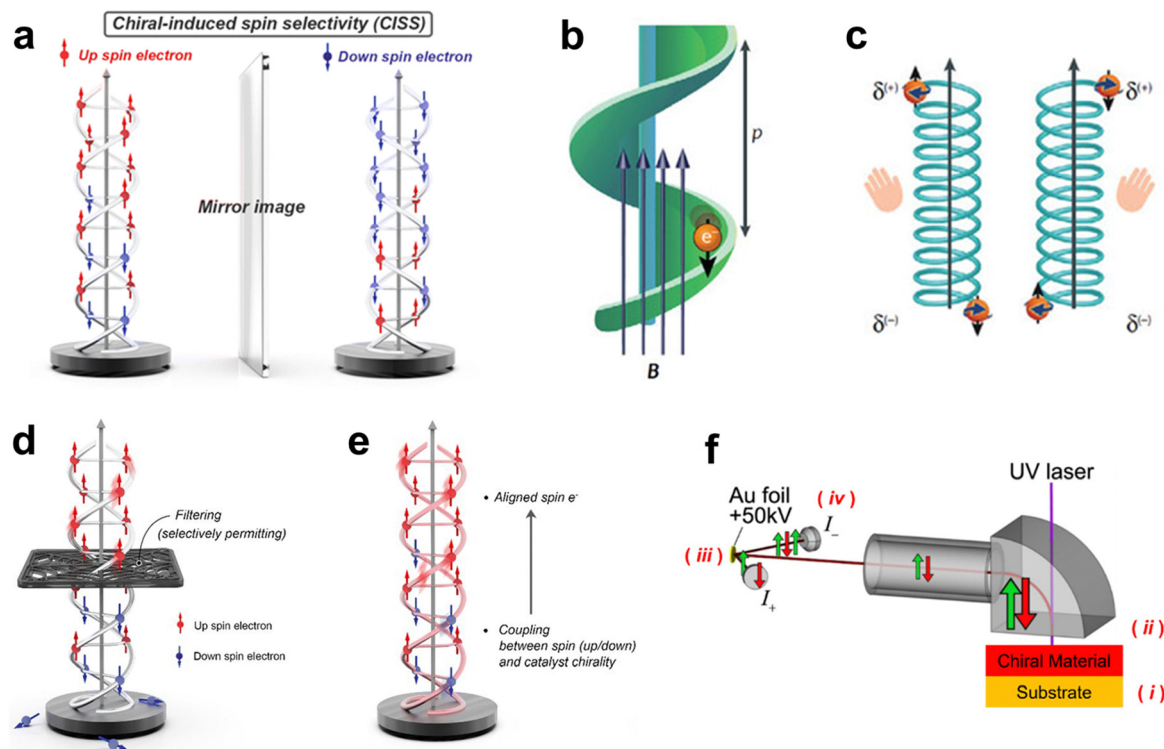 a
Chiral-induced spin selectivity (CISS)
Up spin electron
Down spin electron
Mirror image
b
p
e⁻
B
c
δ(+)
δ(+)
δ(−)
δ(−)
d
Filtering
(selectively permitting)
Up spin electron
Down spin electron
e
• Aligned spin e⁻
• Coupling
between spin (up/down)
and catalyst chirality
f
UV laser
Au foil
+50kV
(iv)
I₋
(iii)
I₊
(ii)
Chiral Material
Substrate
(i)